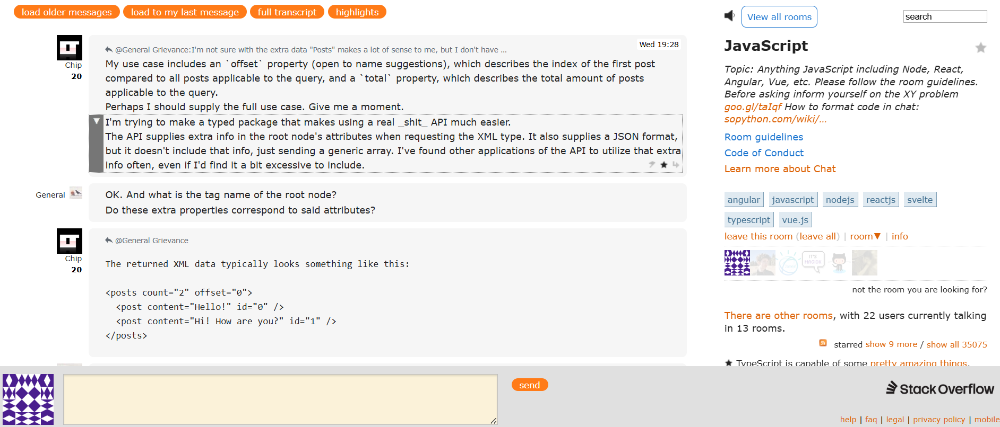 load older messages load to my last message full transcript highlights
Chip
20
Wed 19:28
@General Grievance:I'm not sure with the extra data "Posts" makes a lot of sense to me, but I don't have ...
My use case includes an `offset` property (open to name suggestions), which describes the index of the first post
compared to all posts applicable to the query, and a `total` property, which describes the total amount of posts
applicable to the query.
Perhaps I should supply the full use case. Give me a moment.
I'm trying to make a typed package that makes using a real _shit_ API much easier.
The API supplies extra info in the root node's attributes when requesting the XML type. It also supplies a JSON format,
but it doesn't include that info, just sending a generic array. I've found other applications of the API to utilize that extra
info often, even if I'd find it a bit excessive to include.
General
OK. And what is the tag name of the root node?
Do these extra properties correspond to said attributes?
Chip
20
@General Grievance
The returned XML data typically looks something like this:
<posts count="2" offset="0">
  <post content="Hello!" id="0" />
  <post content="Hi! How are you?" id="1" />
</posts>
send
View all rooms
search
JavaScript
Topic: Anything JavaScript including Node, React,
Angular, Vue, etc. Please follow the room guidelines.
Before asking inform yourself on the XY problem
goo.gl/taIqf How to format code in chat:
sopython.com/wiki/…
Room guidelines
Code of Conduct
Learn more about Chat
angular javascript nodejs reactjs svelte
typescript vue.js
leave this room (leave all) | room▼ | info
IT'S
MAGICK
not the room you are looking for?
There are other rooms, with 22 users currently talking
in 13 rooms.
starred show 9 more / show all 35075
★ TypeScript is capable of some pretty amazing things.
Stack Overflow
help | faq | legal | privacy policy | mobile